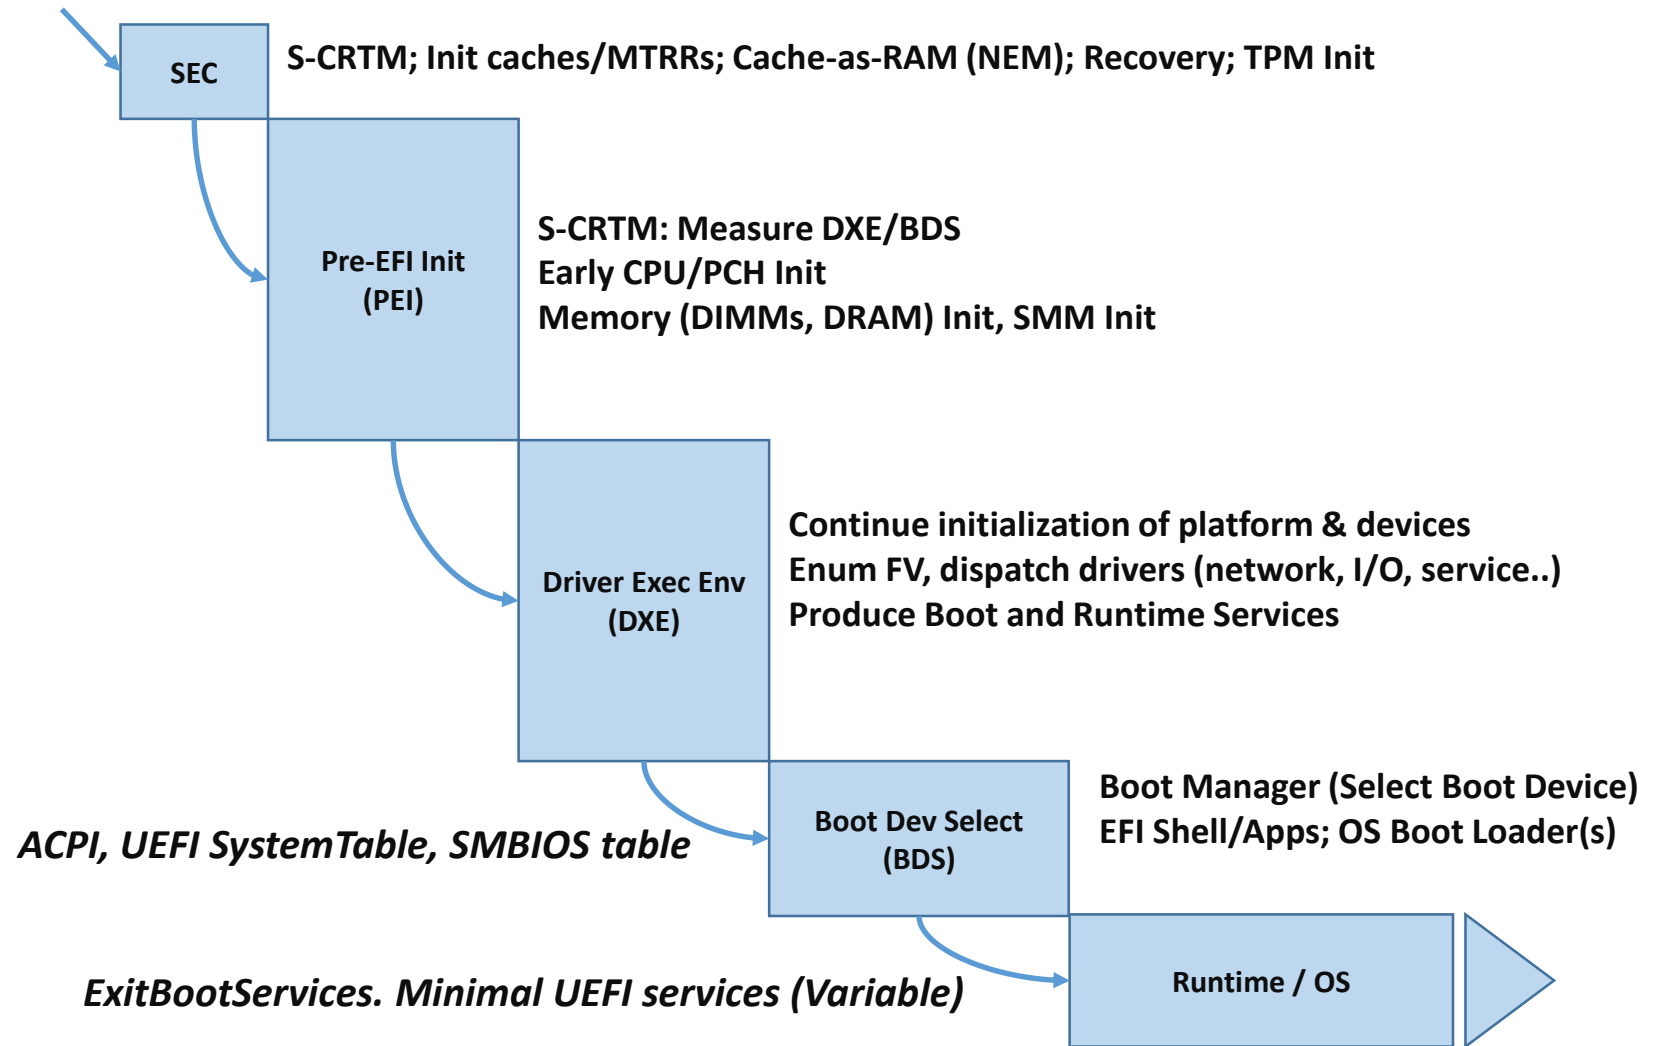 SEC
S-CRTM; Init caches/MTRRs; Cache-as-RAM (NEM); Recovery; TPM Init
Pre-EFI Init
(PEI)
S-CRTM: Measure DXE/BDS
Early CPU/PCH Init
Memory (DIMMs, DRAM) Init, SMM Init
Driver Exec Env
(DXE)
Continue initialization of platform & devices
Enum FV, dispatch drivers (network, I/O, service..)
Produce Boot and Runtime Services
ACPI, UEFI SystemTable, SMBIOS table
Boot Dev Select
(BDS)
Boot Manager (Select Boot Device)
EFI Shell/Apps; OS Boot Loader(s)
ExitBootServices. Minimal UEFI services (Variable)
Runtime / OS